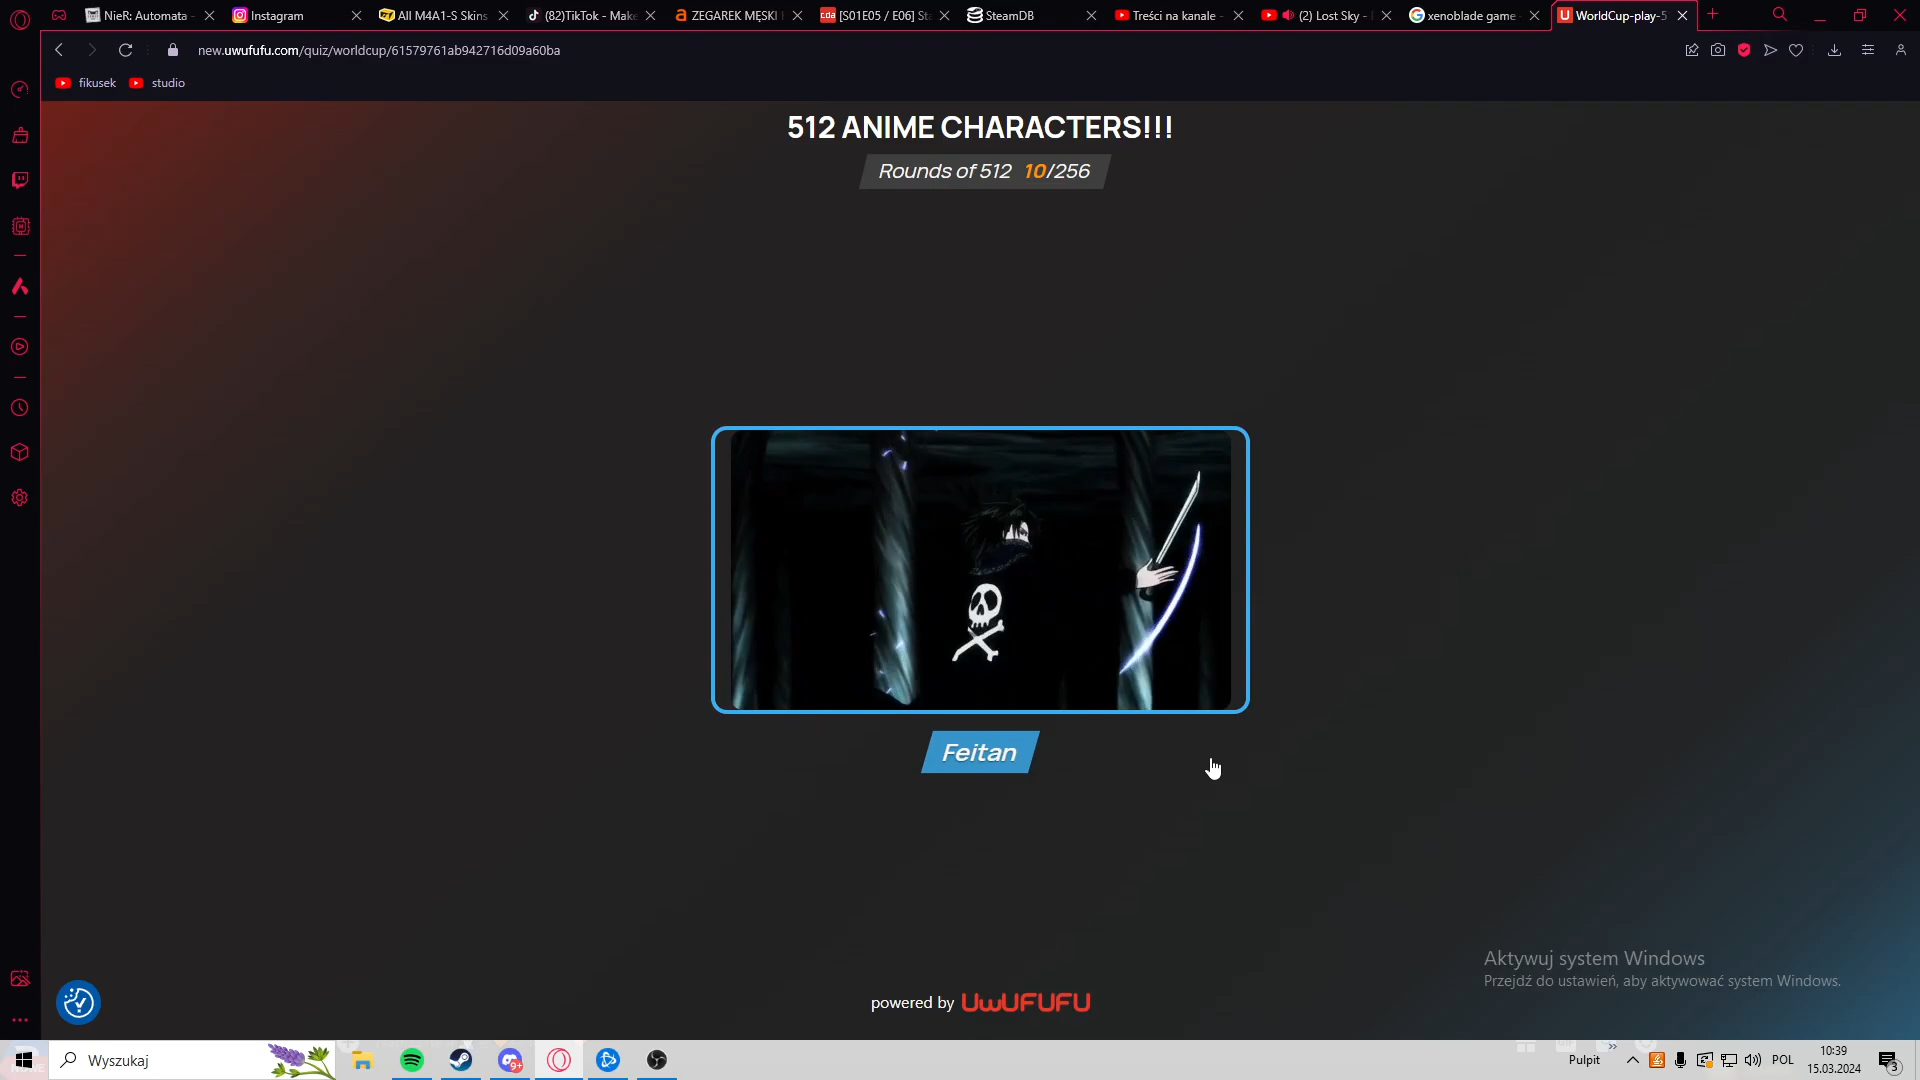 NieR: Automata -
Instagram
All M4A1-S Skins
(82)TikTok - Make
ZEGAREK MĘSKI
cda
[S01E05 / E06] St
SteamDB
Treści na kanale -
(2) Lost Sky -
xenoblade game -
WorldCup-play-5
new.uwufufu.com/quiz/worldcup/61579761ab942716d09a60ba
fikusek
studio
512 ANIME CHARACTERS!!!
Rounds of 512 10/256
Feitan
Aktywuj system Windows
Przejdź do ustawień, aby aktywować system Windows.
powered by UwUFUFU
Wyszukaj
9+
Pulpit
POL
10:39
15.03.2024
3